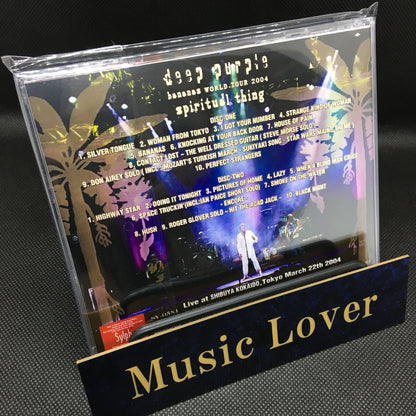 deep purple
bananas WORLD TOUR 2004
spiritual thing
DISC ONE
1. SILVER TONGUE 2. WOMAN FROM TOKYO 3. I GOT YOUR NUMBER 4. STRANGE KIND OF WOMAN
5. BANANAS 6. KNOCKING AT YOUR BACK DOOR 7. HOUSE OF PAIN
8. CONTACT LOST - THE WELL DRESSED GUITAR (STEVE MORSE SOLO)
9. DON AIREY SOLO (INCL: MOZART'S TURKISH MARCH - SUKIYAKI SONG - STAR WARS MAIN THEME)
10. PERFECT STRANGERS
DISC-TWO
1. HIGHWAY STAR 2. DOING IT TONIGHT 3. PICTURES OF HOME 4. LAZY 5. WHEN A BLIND MAN CRIES
6. SPACE TRUCKIN'(INCL:IAN PAICE SHORT SOLO) 7. SMOKE ON THE WATER
- ENCORE -
8. HUSH 9. ROGER GLOVER SOLO - HIT THE ROAD JACK - 10. BLACK NIGHT
Live at SHIBUYA KOKAIDO, Tokyo March 22th 2004
Sylph
Music Lover